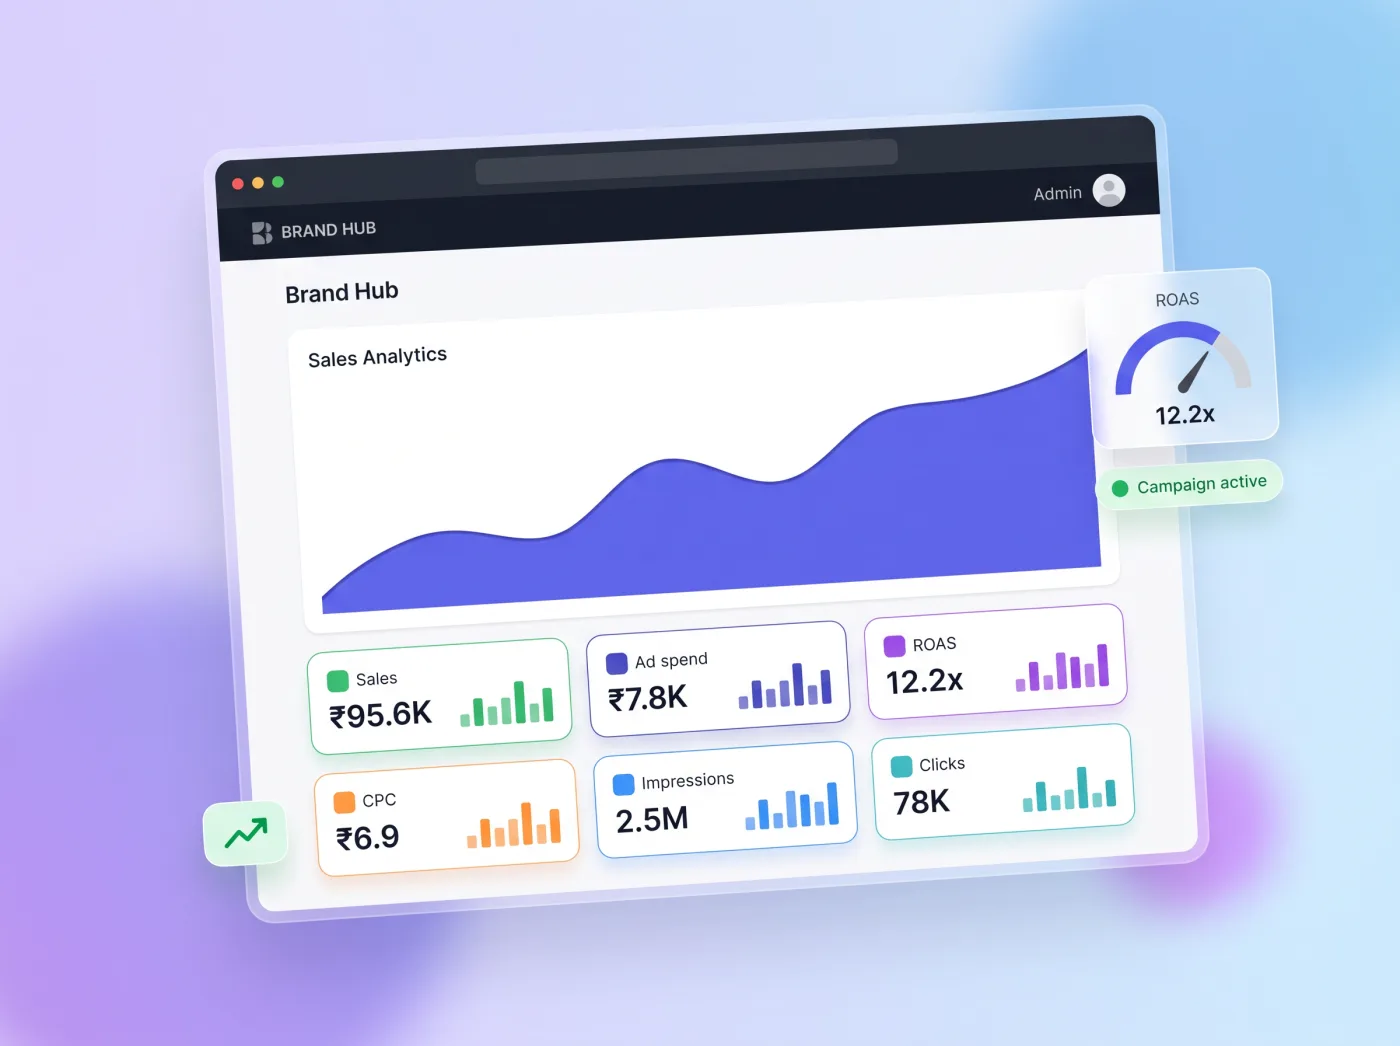 BRAND HUB
Admin
Brand Hub
Sales Analytics
ROAS
12.2x
Campaign active
Sales
₹95.6K
Ad spend
₹7.8K
ROAS
12.2x
CPC
₹6.9
Impressions
2.5M
Clicks
78K